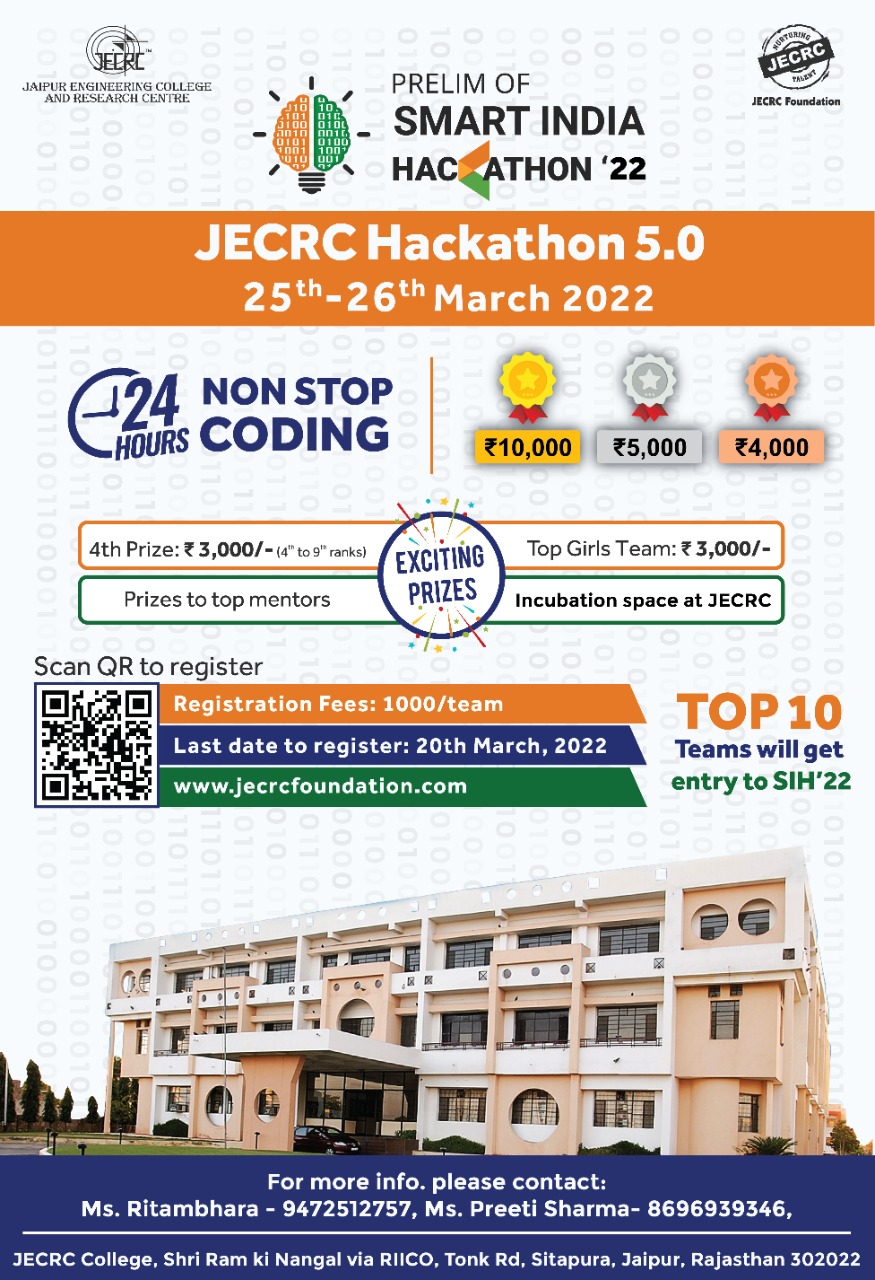 JECRC
JAIPUR ENGINEERING COLLEGE
AND RESEARCH CENTRE
NURTURING
JECRC
TALENT
JECRC Foundation
PRELIM OF
SMART INDIA
HACKATHON '22
JECRC Hackathon 5.0
25th-26th March 2022
24
HOURS
NON STOP
CODING
₹10,000
₹5,000
₹4,000
4th Prize: ₹ 3,000/- (4th to 9th ranks)
EXCITING
PRIZES
Top Girls Team: ₹ 3,000/-
Prizes to top mentors
Incubation space at JECRC
Scan QR to register
Registration Fees: 1000/team
Last date to register: 20th March, 2022
www.jecrcfoundation.com
TOP 10
Teams will get
entry to SIH'22
For more info. please contact:
Ms. Ritambhara - 9472512757, Ms. Preeti Sharma- 8696939346,
JECRC College, Shri Ram ki Nangal via RIICO, Tonk Rd, Sitapura, Jaipur, Rajasthan 302022